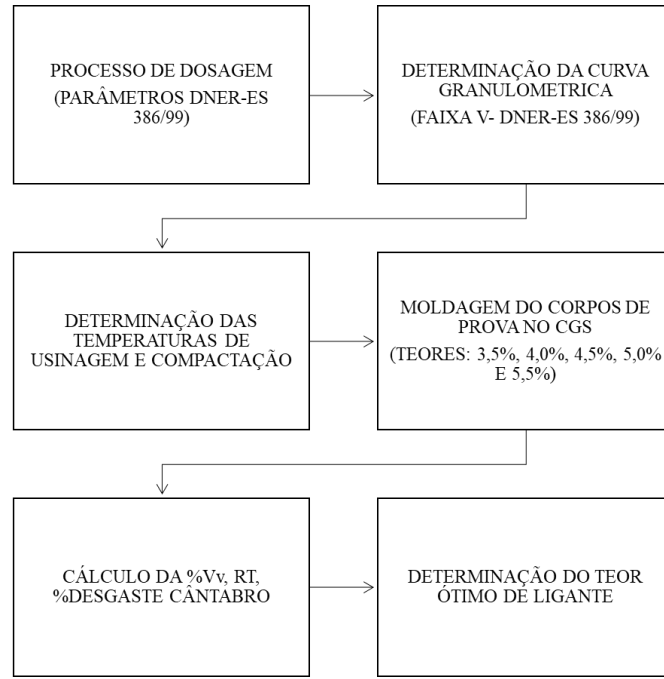 PROCESSO DE DOSAGEM
(PARÂMETROS DNER-ES
386/99)
DETERMINAÇÃO DA CURVA
GRANULOMETRICA
(FAIXA V- DNER-ES 386/99)
DETERMINAÇÃO DAS
TEMPERATURAS DE
USINAGEM E COMPACTAÇÃO
MOLDAGEM DO CORPOS DE
PROVA NO CGS
(TEORES: 3,5%, 4,0%, 4,5%, 5,0%
E 5,5%)
CÁLCULO DA %Vv, RT,
%DESGASTE CÂNTABRO
DETERMINAÇÃO DO TEOR
ÓTIMO DE LIGANTE